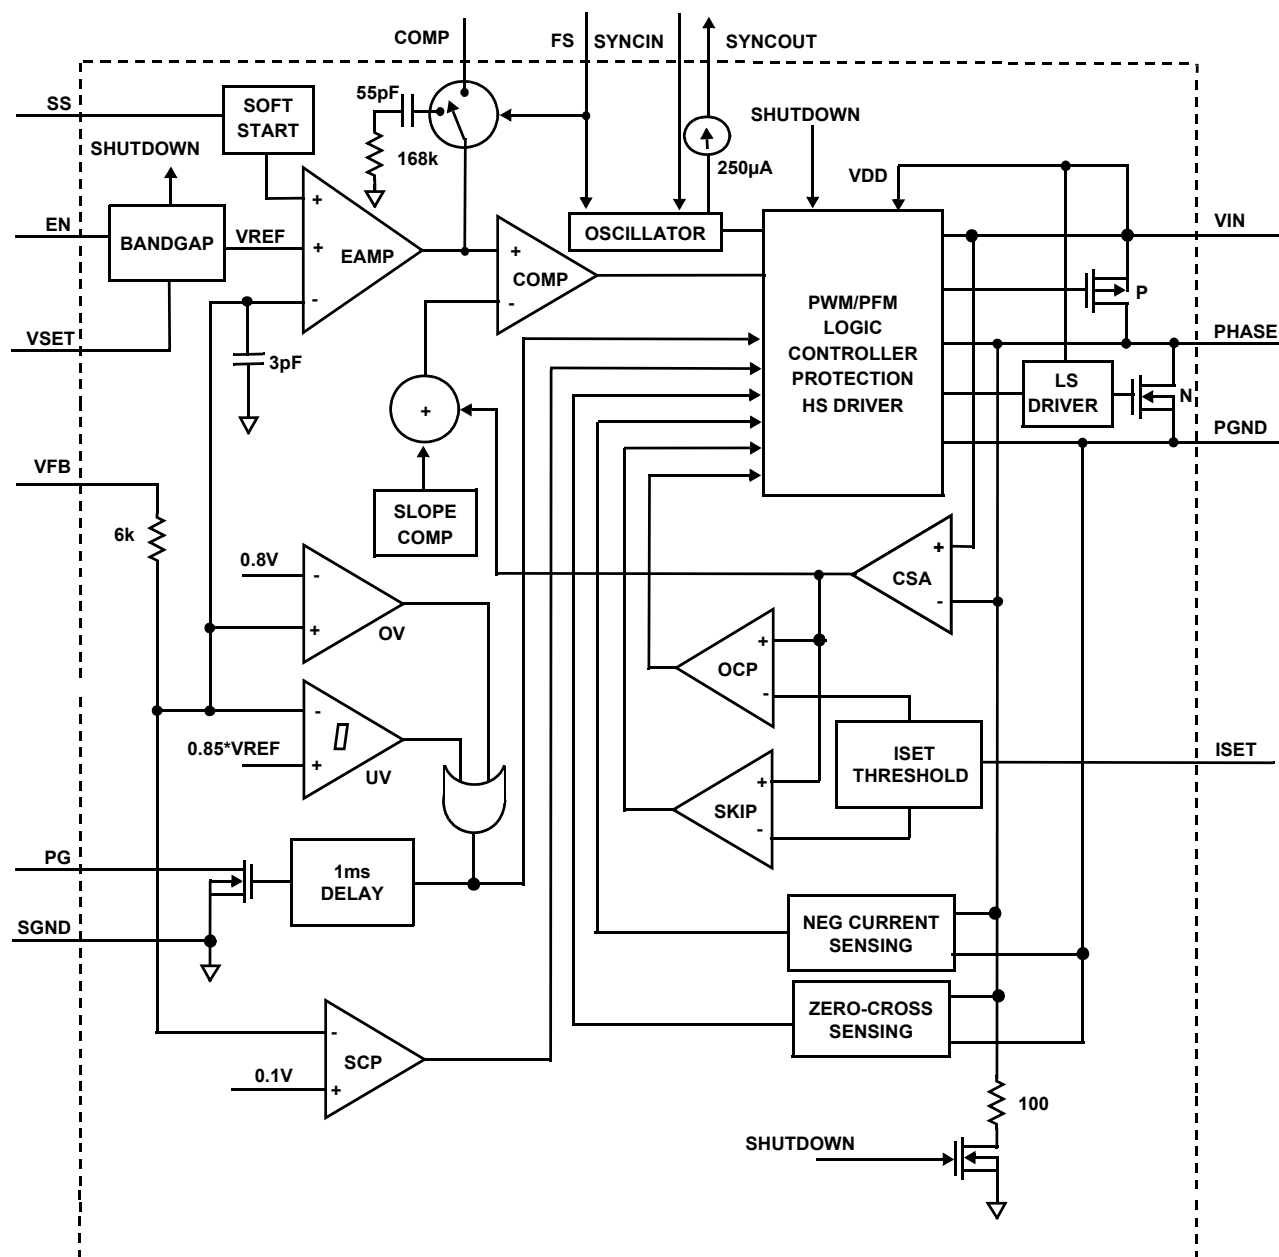 COMP
FS
SYNCIN
SYNCOUT
SS
SOFT
START
55pF
168k
SHUTDOWN
250µA
SHUTDOWN
VDD
EN
BANDGAP
VREF
+
+
-
EAMP
+
-
COMP
OSCILLATOR
VIN
P
PWM/PFM
LOGIC
CONTROLLER
PROTECTION
HS DRIVER
VSET
3pF
PHASE
LS
DRIVER
N
+
PGND
VFB
SLOPE
COMP
6k
0.8V
-
+
OV
+
-
CSA
+
-
OCP
-
+
0.85*VREF
UV
ISET
THRESHOLD
ISET
+
-
SKIP
PG
1ms
DELAY
SGND
NEG CURRENT
SENSING
ZERO-CROSS
SENSING
-
+
SCP
0.1V
100
SHUTDOWN